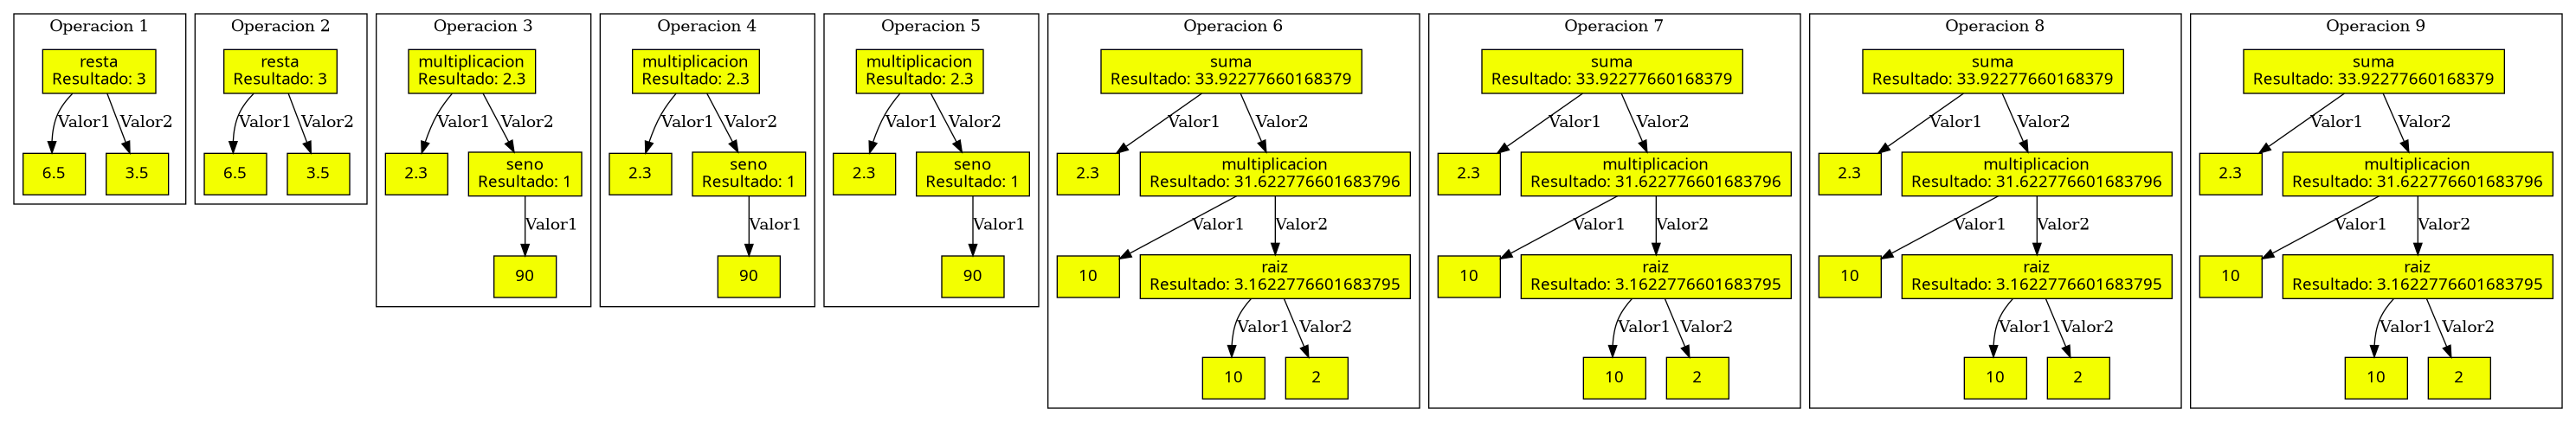 Operacion 1
resta
Resultado: 3
Valor1
Valor2
6.5
3.5
Operacion 2
resta
Resultado: 3
Valor1
Valor2
6.5
3.5
Operacion 3
multiplicacion
Resultado: 2.3
Valor1
Valor2
2.3
seno
Resultado: 1
Valor1
90
Operacion 4
multiplicacion
Resultado: 2.3
Valor1
Valor2
2.3
seno
Resultado: 1
Valor1
90
Operacion 5
multiplicacion
Resultado: 2.3
Valor1
Valor2
2.3
seno
Resultado: 1
Valor1
90
Operacion 6
suma
Resultado: 33.92277660168379
Valor1
Valor2
2.3
multiplicacion
Resultado: 31.622776601683796
Valor1
Valor2
10
raiz
Resultado: 3.1622776601683795
Valor1
Valor2
10
2
Operacion 7
suma
Resultado: 33.92277660168379
Valor1
Valor2
2.3
multiplicacion
Resultado: 31.622776601683796
Valor1
Valor2
10
raiz
Resultado: 3.1622776601683795
Valor1
Valor2
10
2
Operacion 8
suma
Resultado: 33.92277660168379
Valor1
Valor2
2.3
multiplicacion
Resultado: 31.622776601683796
Valor1
Valor2
10
raiz
Resultado: 3.1622776601683795
Valor1
Valor2
10
2
Operacion 9
suma
Resultado: 33.92277660168379
Valor1
Valor2
2.3
multiplicacion
Resultado: 31.622776601683796
Valor1
Valor2
10
raiz
Resultado: 3.1622776601683795
Valor1
Valor2
10
2